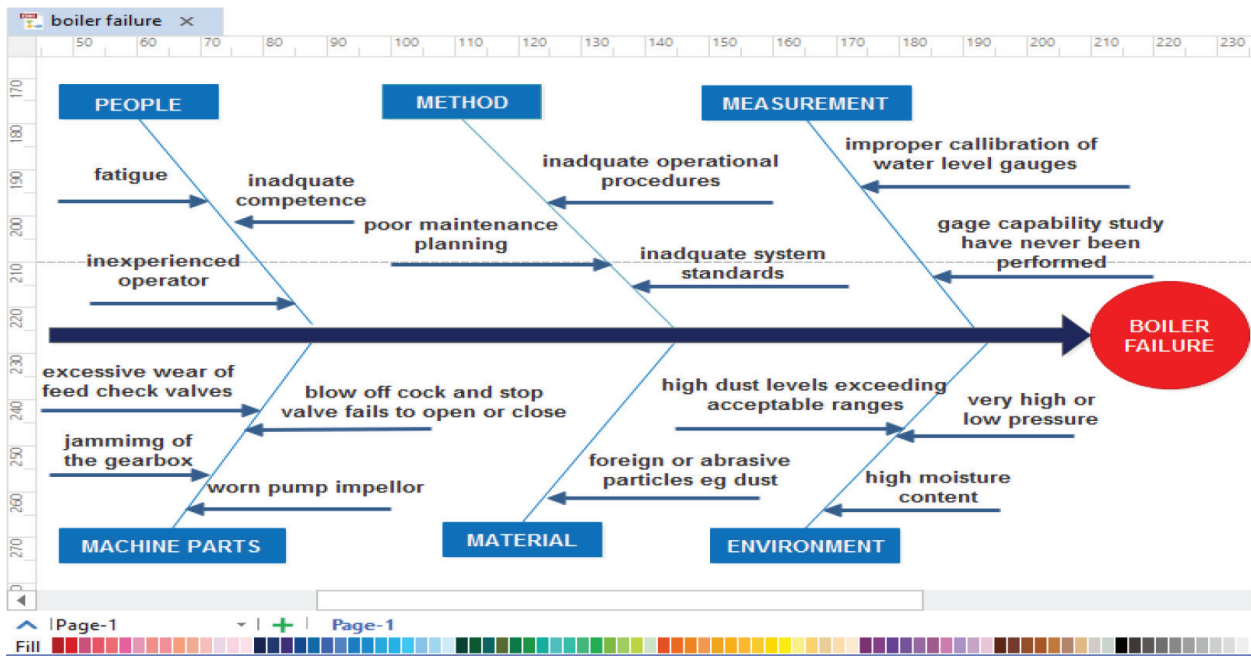 boiler failure
50 60 70 80 90 100 110 120 130 140 150 160 170 180 190 200 210 220 230
170
180
190
200
210
220
230
240
250
260
270
PEOPLE
METHOD
MEASUREMENT
fatigue
inadquate
competence
inexperienced
operator
inadquate operational
procedures
poor maintenance
planning
inadequate system
standards
improper callibration of
water level gauges
gage capability study
have never been
performed
BOILER
FAILURE
excessive wear of
feed check valves
blow off cock and stop
valve fails to open or close
jammimg of
the gearbox
worn pump impellor
high dust levels exceeding
acceptable ranges
very high or
low pressure
foreign or abrasive
particles eg dust
high moisture
content
MACHINE PARTS
MATERIAL
ENVIRONMENT
Page-1
Page-1
Fill